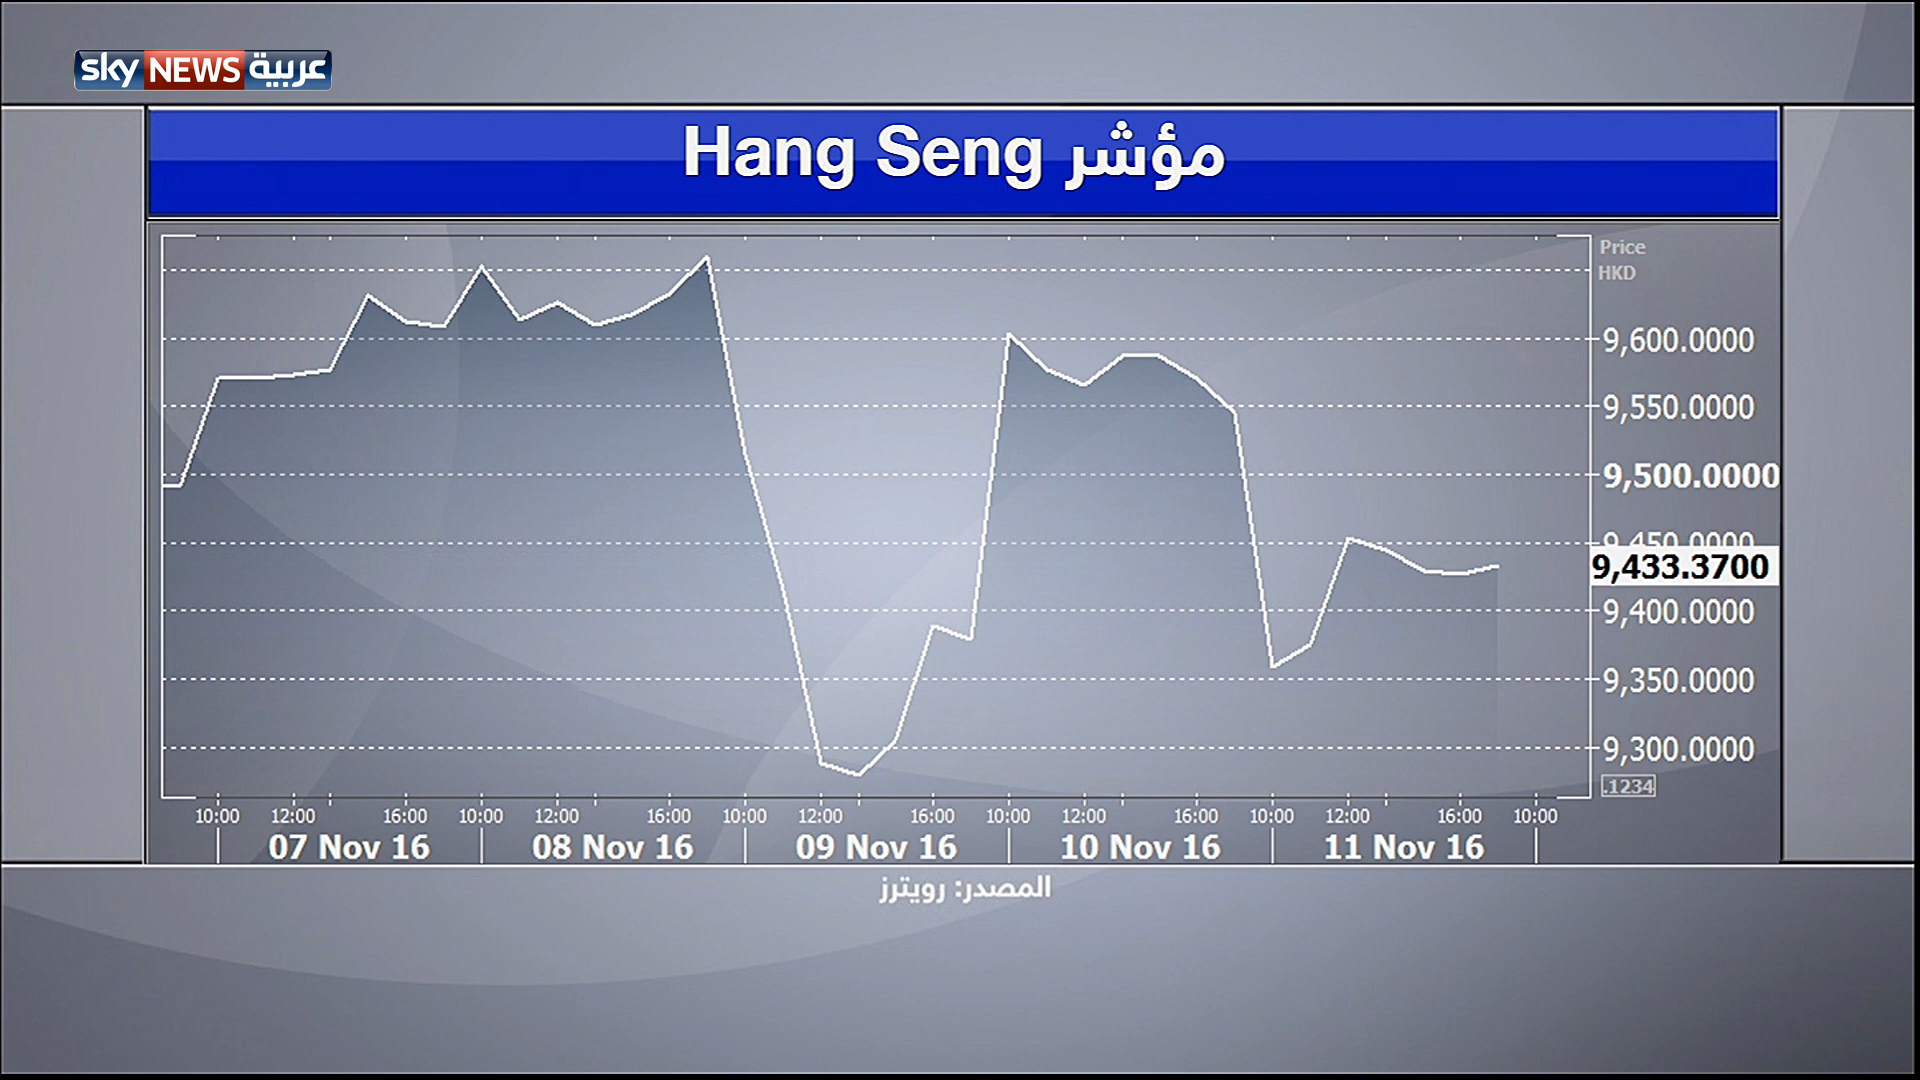 sky NEWS عربية
مؤشر Hang Seng
Price
HKD
9,600.0000
9,550.0000
9,500.0000
9,450.0000
9,433.3700
9,400.0000
9,350.0000
9,300.0000
.1234
10:00 12:00 16:00 10:00 12:00 16:00 10:00 12:00 16:00 10:00 12:00 16:00 10:00 12:00 16:00 10:00
07 Nov 16 08 Nov 16 09 Nov 16 10 Nov 16 11 Nov 16
المصدر: رويترز